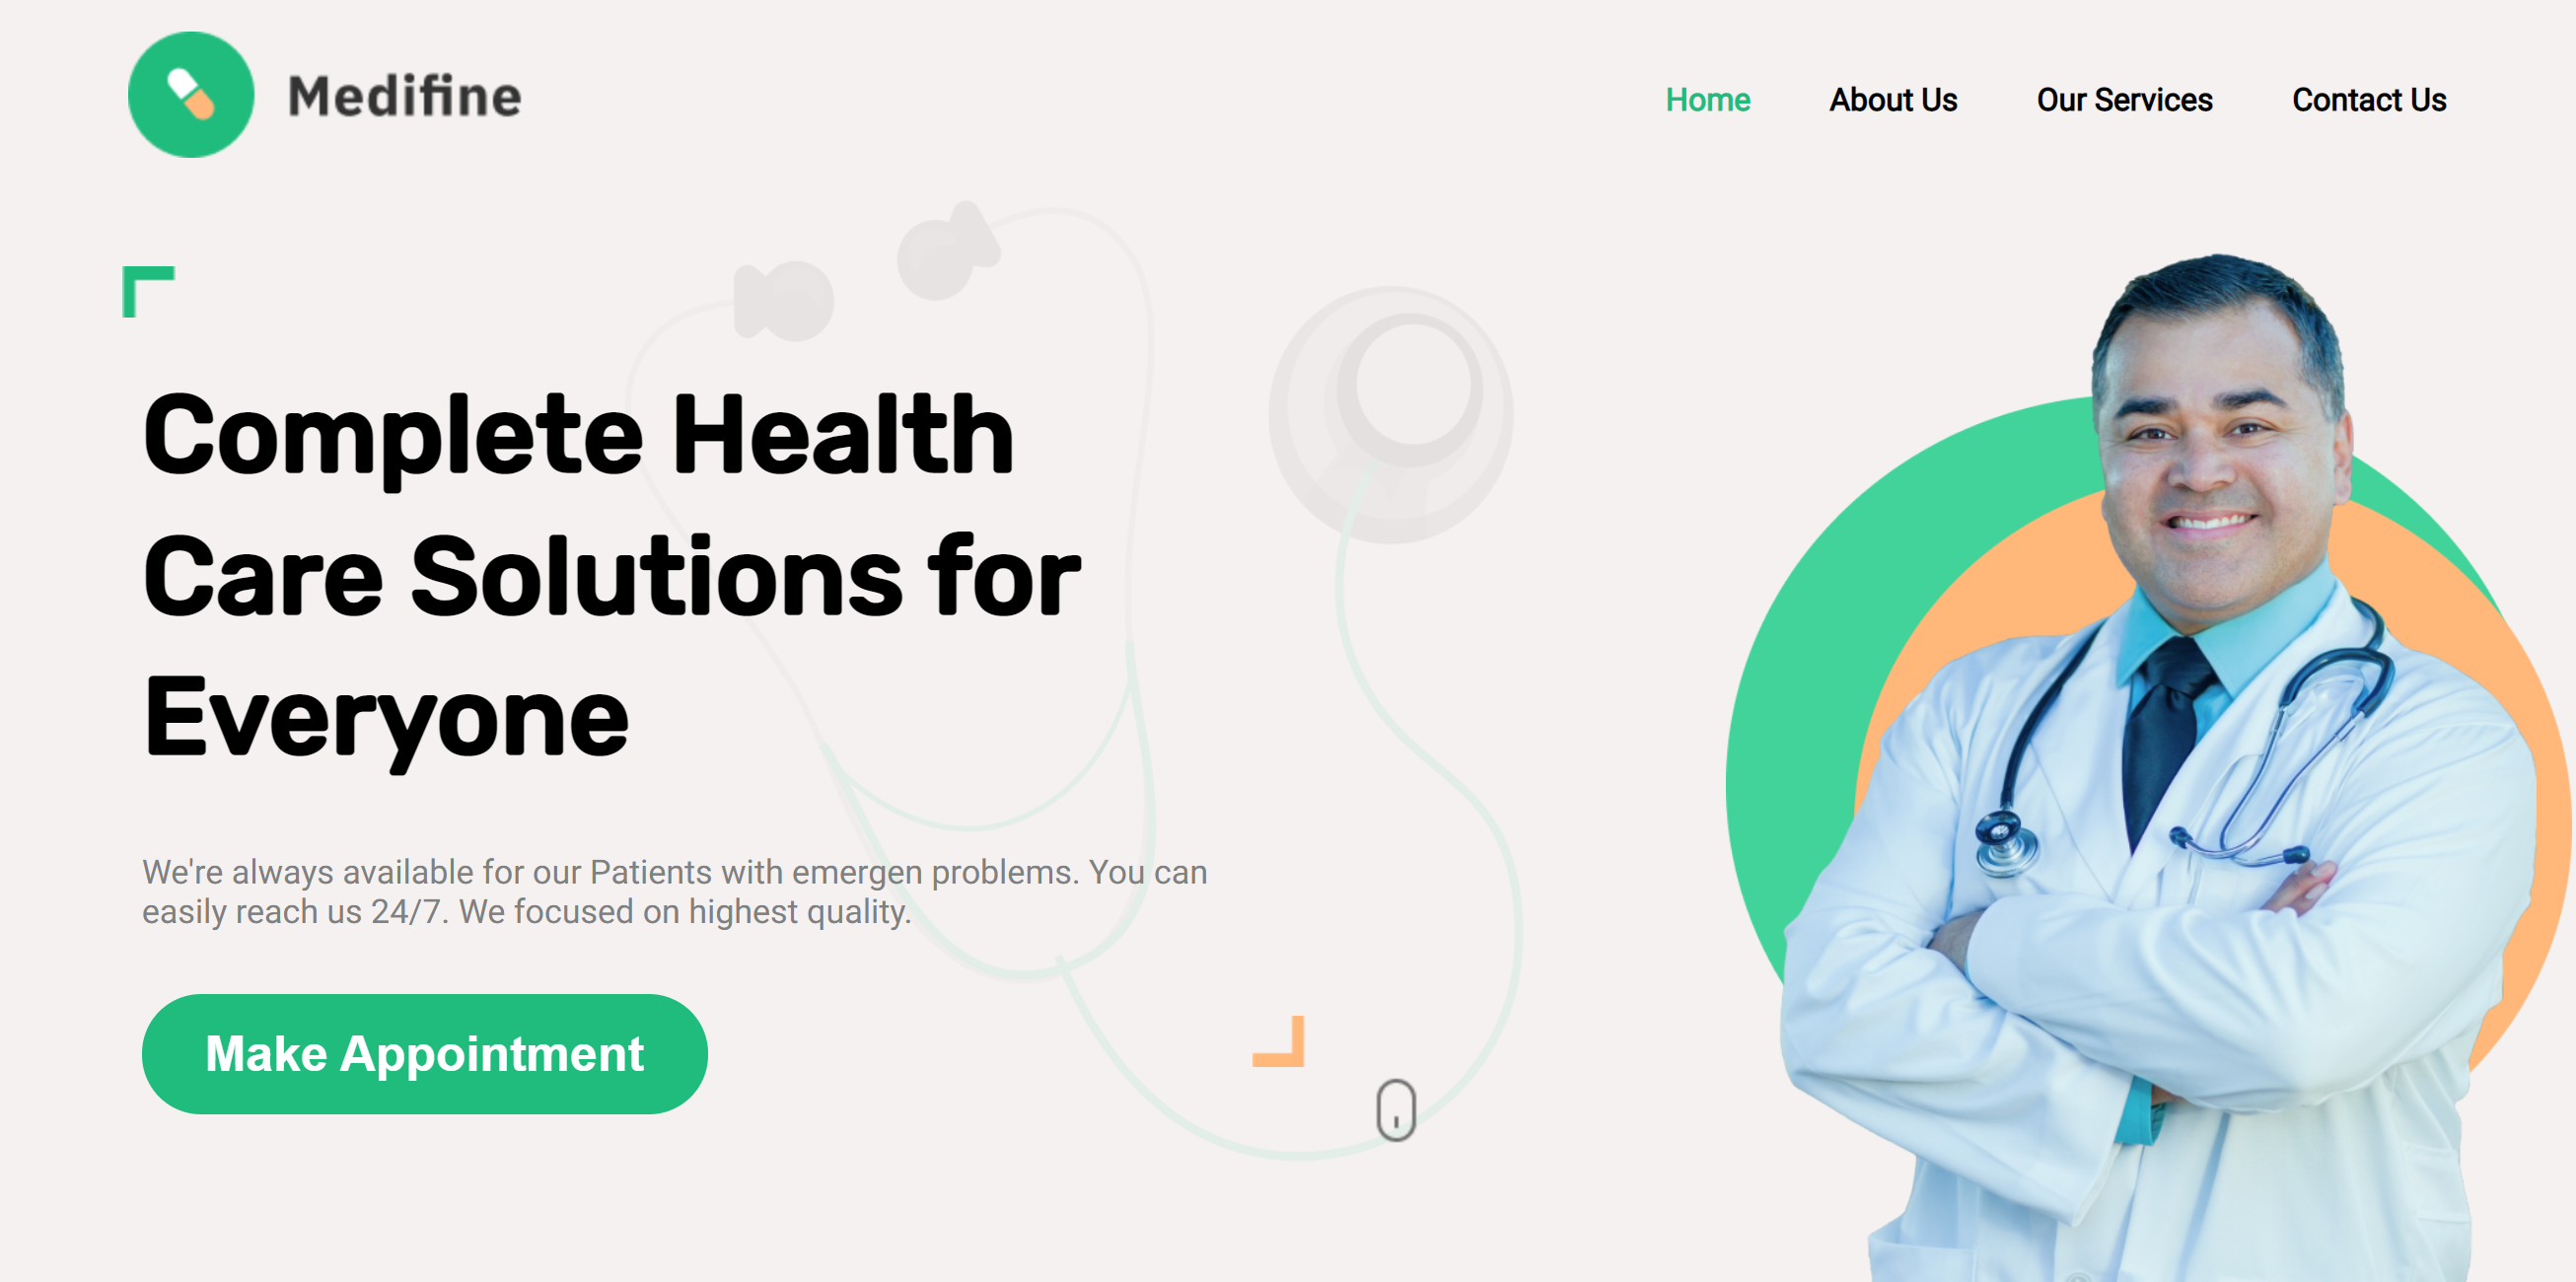 Medifine
Home About Us Our Services Contact Us
Complete Health
Care Solutions for
Everyone
We're always available for our Patients with emergen problems. You can
easily reach us 24/7. We focused on highest quality.
Make Appointment